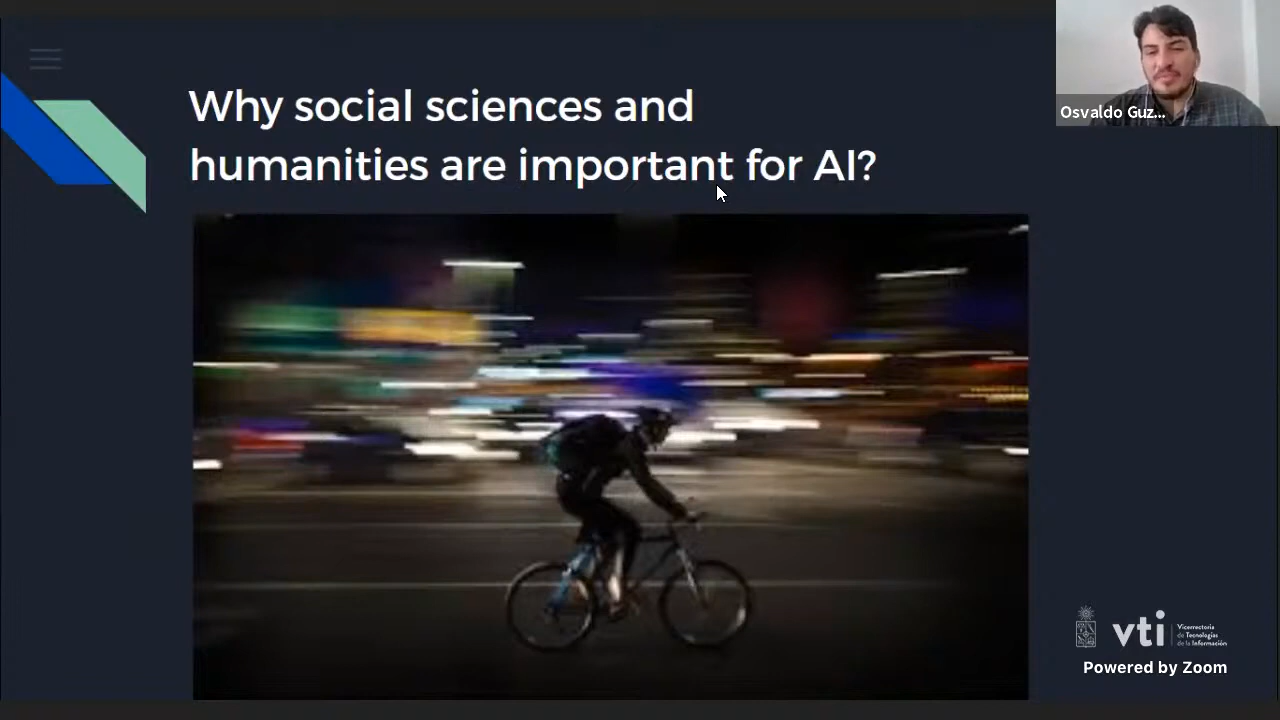 Why social sciences and
humanities are important for AI?
Osvaldo Guz...
vti
Vicerrectoría
de Tecnologías
de la Información
Powered by Zoom